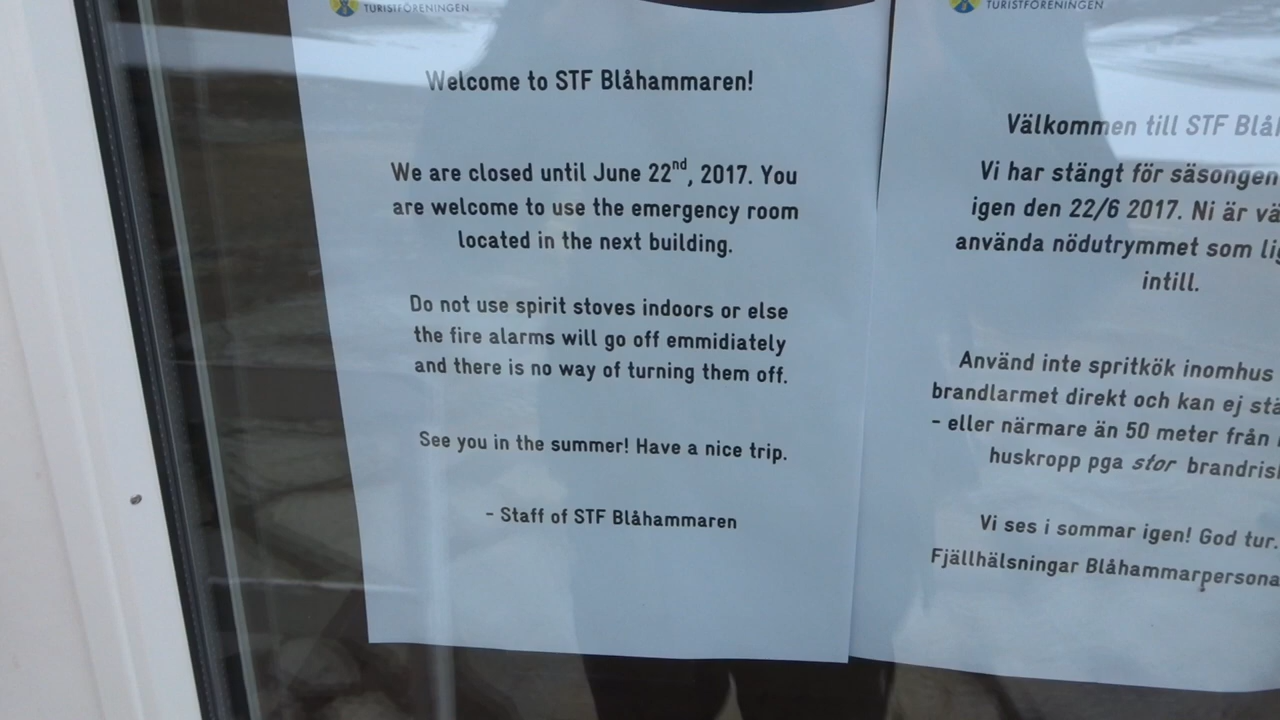 TURISTFÖRENINGEN
Welcome to STF Blåhammaren!
We are closed until June 22nd, 2017. You
are welcome to use the emergency room
located in the next building.
Do not use spirit stoves indoors or else
the fire alarms will go off emmidiately
and there is no way of turning them off.
See you in the summer! Have a nice trip.
- Staff of STF Blåhammaren
TURISTFÖRENINGEN
Välkommen till STF
Vi har stängt för säsongen
igen den 22/6 2017. Ni är
använda nödutrymmet som
intill.
Använd inte spritkök inomhus
brandlarmet direkt och kan ej
- eller närmare än 50 meter från
huskropp pga stor
Vi ses i sommar igen! God tur.
Fjällhälsningar